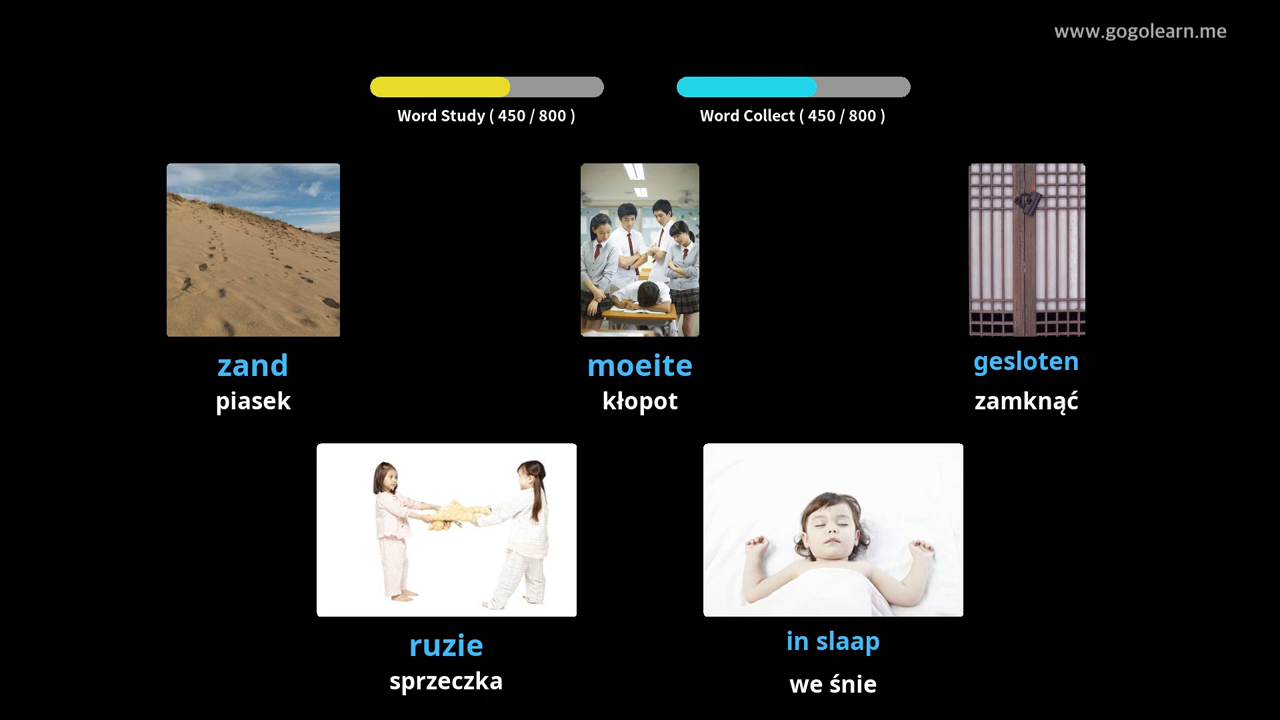 www.gogolearn.me
Word Study ( 450 / 800 )
Word Collect ( 450 / 800 )
zand
piasek
moeite
kłopot
gesloten
zamknąć
ruzie
sprzeczka
in slaap
we śnie